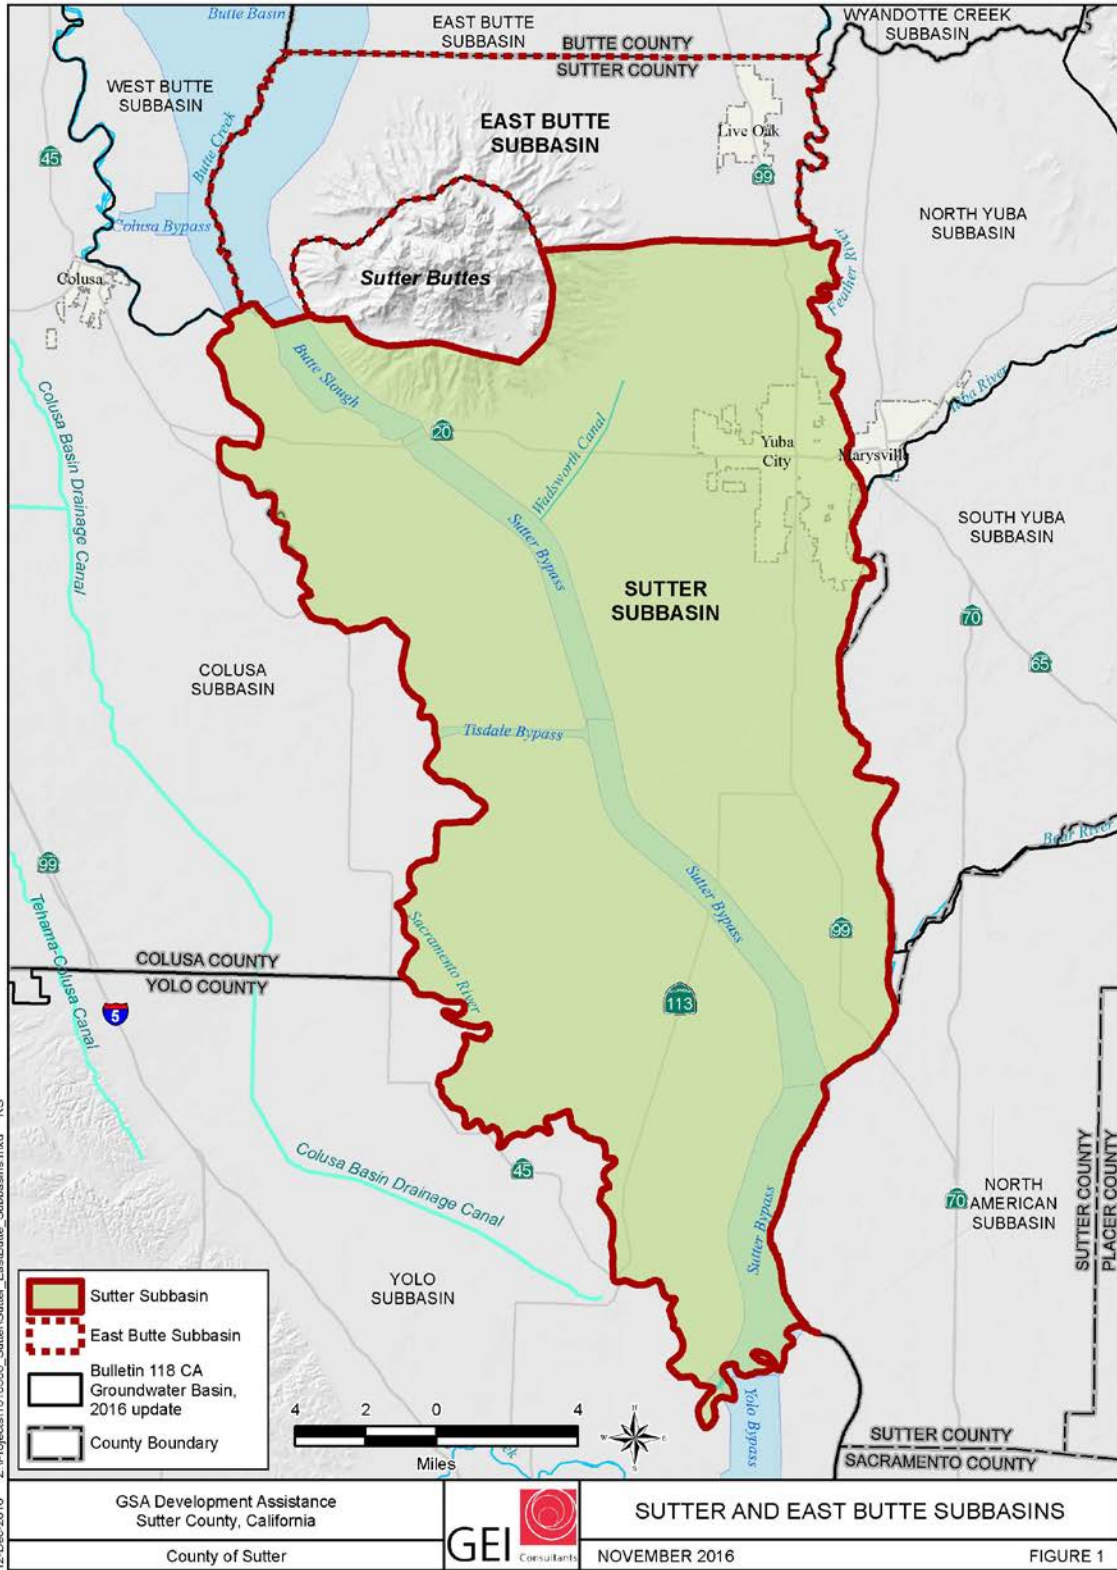 Butte Basin
EAST BUTTE
SUBBASIN
WYANDOTTE CREEK
SUBBASIN
BUTTE COUNTY
SUTTER COUNTY
WEST BUTTE
SUBBASIN
EAST BUTTE
SUBBASIN
Live Oak
45
99
Butte Creek
Colusa Bypass
NORTH YUBA
SUBBASIN
Feather River
Colusa
Sutter Buttes
Butte Slough
Yuba River
Colusa Basin Drainage Canal
20
Wadsworth Canal
Yuba
City
Marysville
Sutter Bypass
SOUTH YUBA
SUBBASIN
SUTTER
SUBBASIN
70
65
COLUSA
SUBBASIN
Tisdale Bypass
Bear River
99
Tehama-Colusa Canal
Sutter Bypass
99
Sacramento River
COLUSA COUNTY
YOLO COUNTY
5
113
Colusa Basin Drainage Canal
45
NORTH
AMERICAN
SUBBASIN
70
SUTTER COUNTY
PLACER COUNTY
Sutter Bypass
YOLO
SUBBASIN
Sutter Subbasin
East Butte Subbasin
Bulletin 118 CA
Groundwater Basin,
2016 update
County Boundary
4 2 0 4
Miles
N
W E
S
Yolo Bypass
SUTTER COUNTY
SACRAMENTO COUNTY
GSA Development Assistance
Sutter County, California
County of Sutter
GEI Consultants
SUTTER AND EAST BUTTE SUBBASINS
NOVEMBER 2016
FIGURE 1